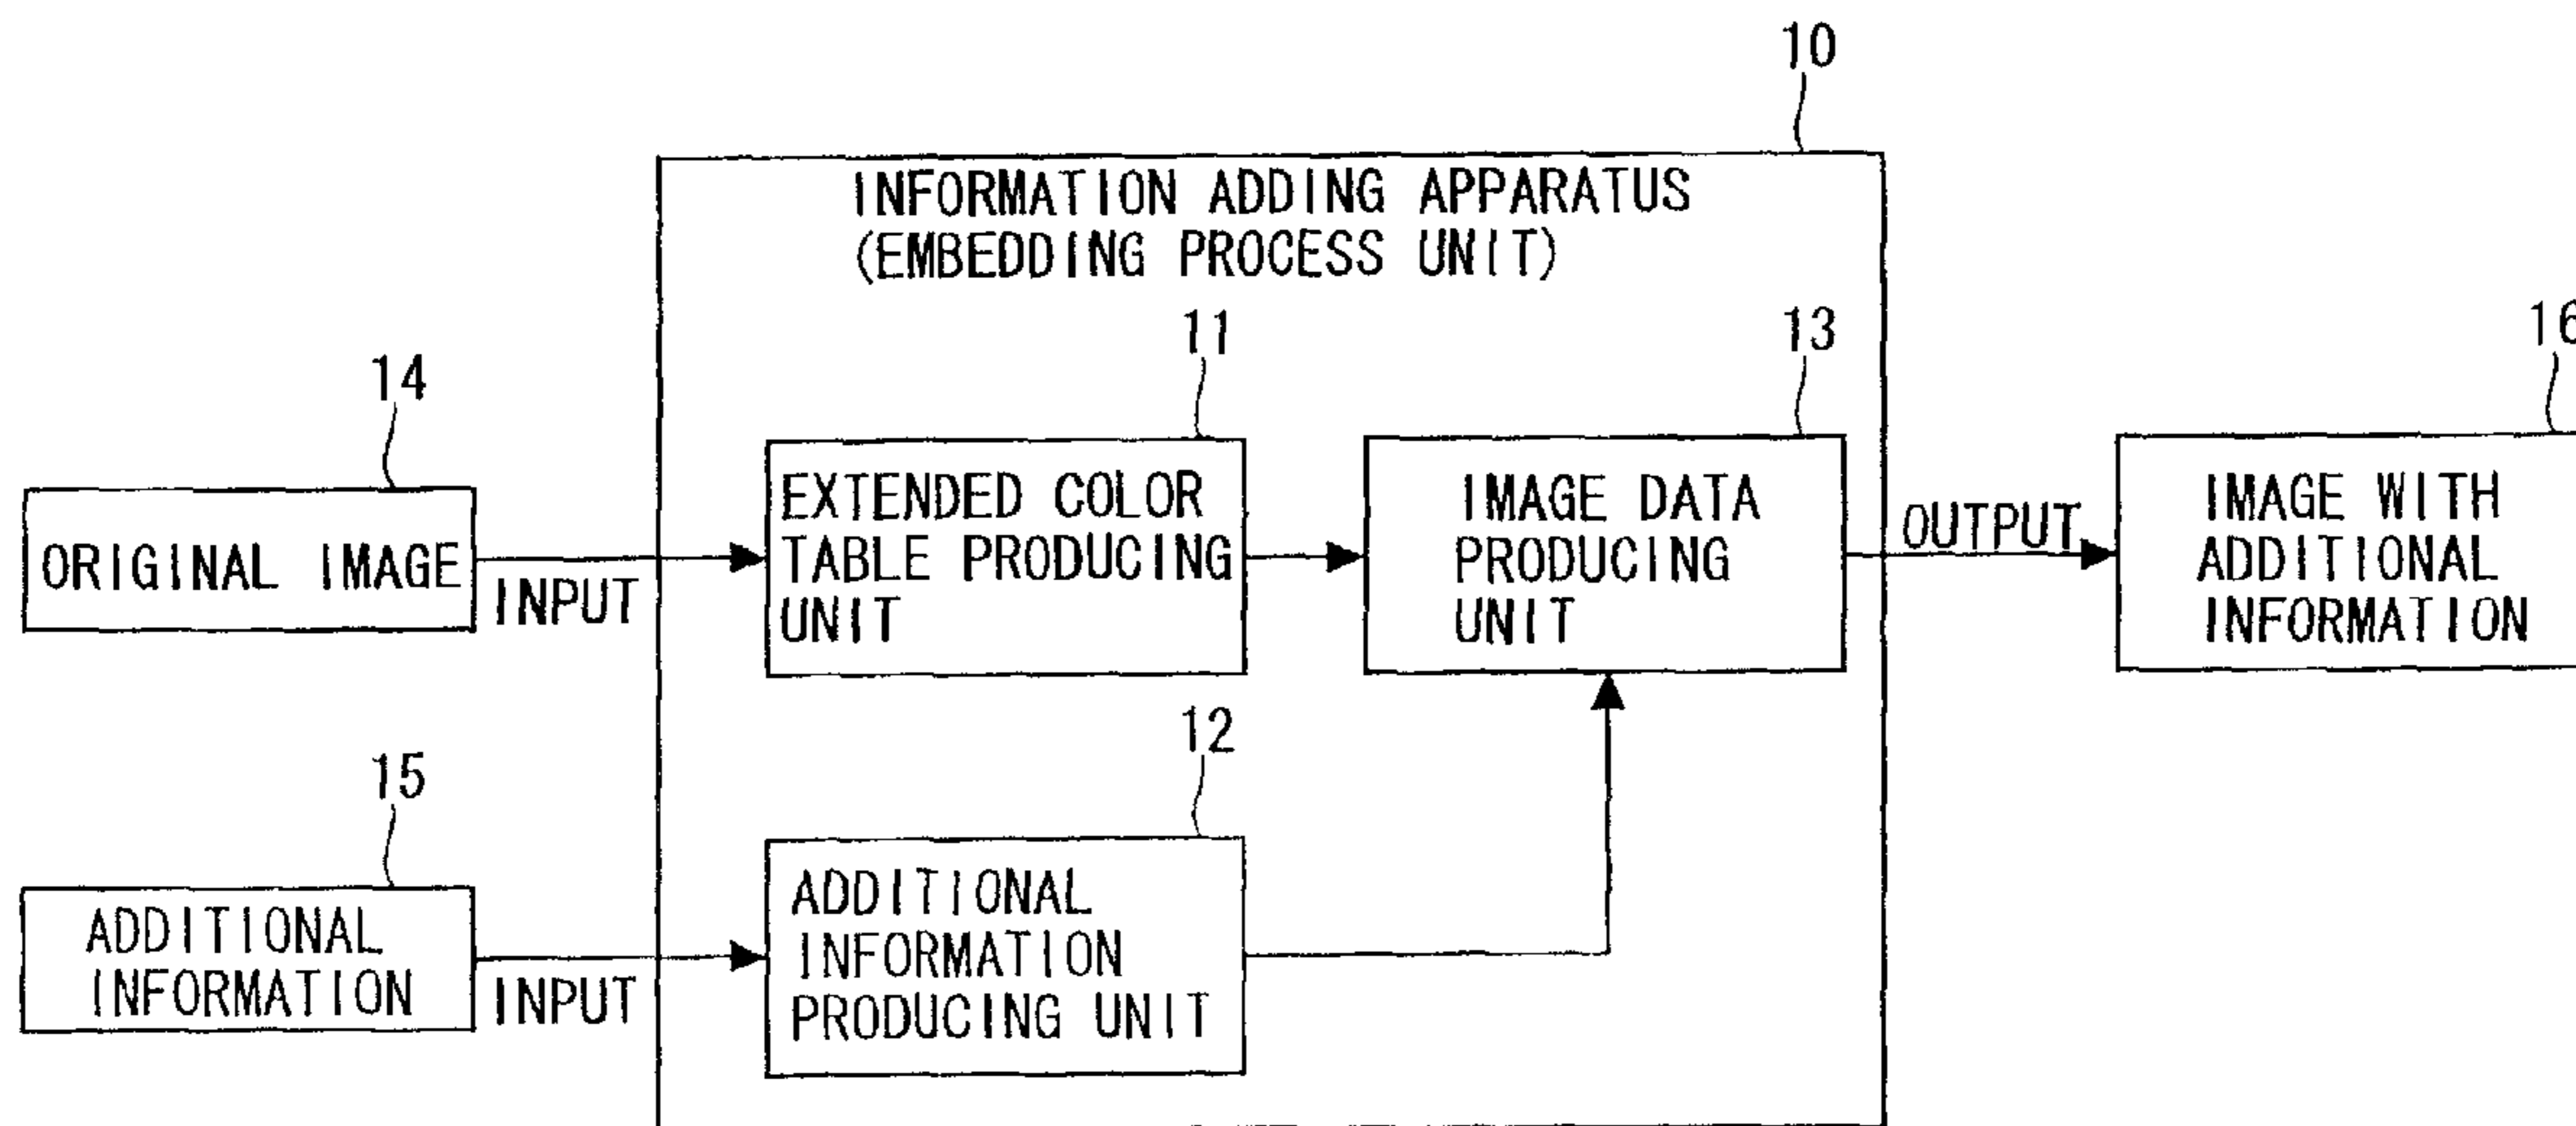 10
INFORMATION ADDING APPARATUS
(EMBEDDING PROCESS UNIT)
14
ORIGINAL IMAGE
INPUT
11
EXTENDED COLOR
TABLE PRODUCING
UNIT
13
IMAGE DATA
PRODUCING
UNIT
OUTPUT
16
IMAGE WITH
ADDITIONAL
INFORMATION
15
ADDITIONAL
INFORMATION
INPUT
12
ADDITIONAL
INFORMATION
PRODUCING UNIT